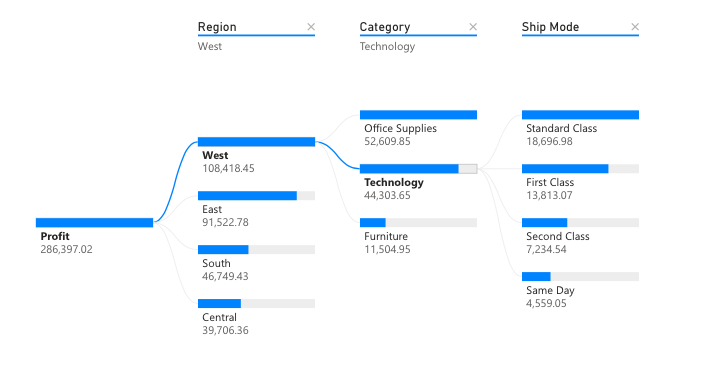 Region
West
Category
Technology
Ship Mode
Profit
286,397.02
West
108,418.45
East
91,522.78
South
46,749.43
Central
39,706.36
Office Supplies
52,609.85
Technology
44,303.65
Furniture
11,504.95
Standard Class
18,696.98
First Class
13,813.07
Second Class
7,234.54
Same Day
4,559.05